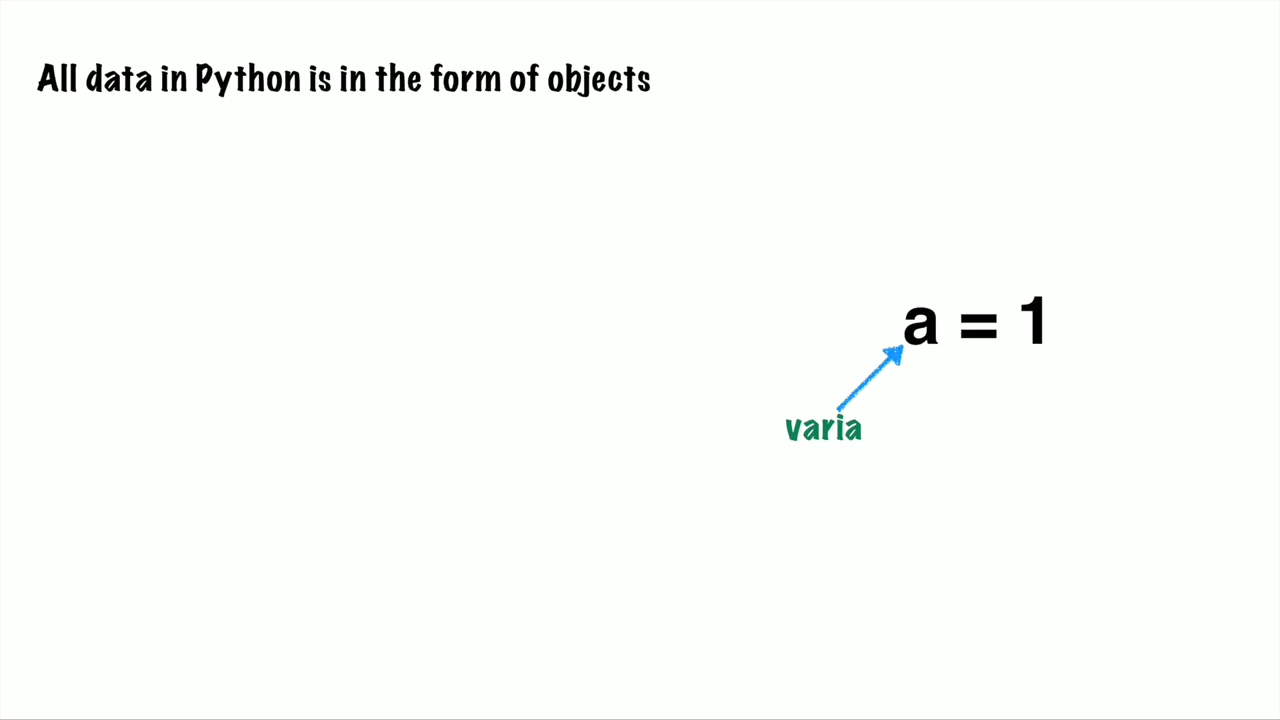 All data in Python is in the form of objects
a = 1
varia